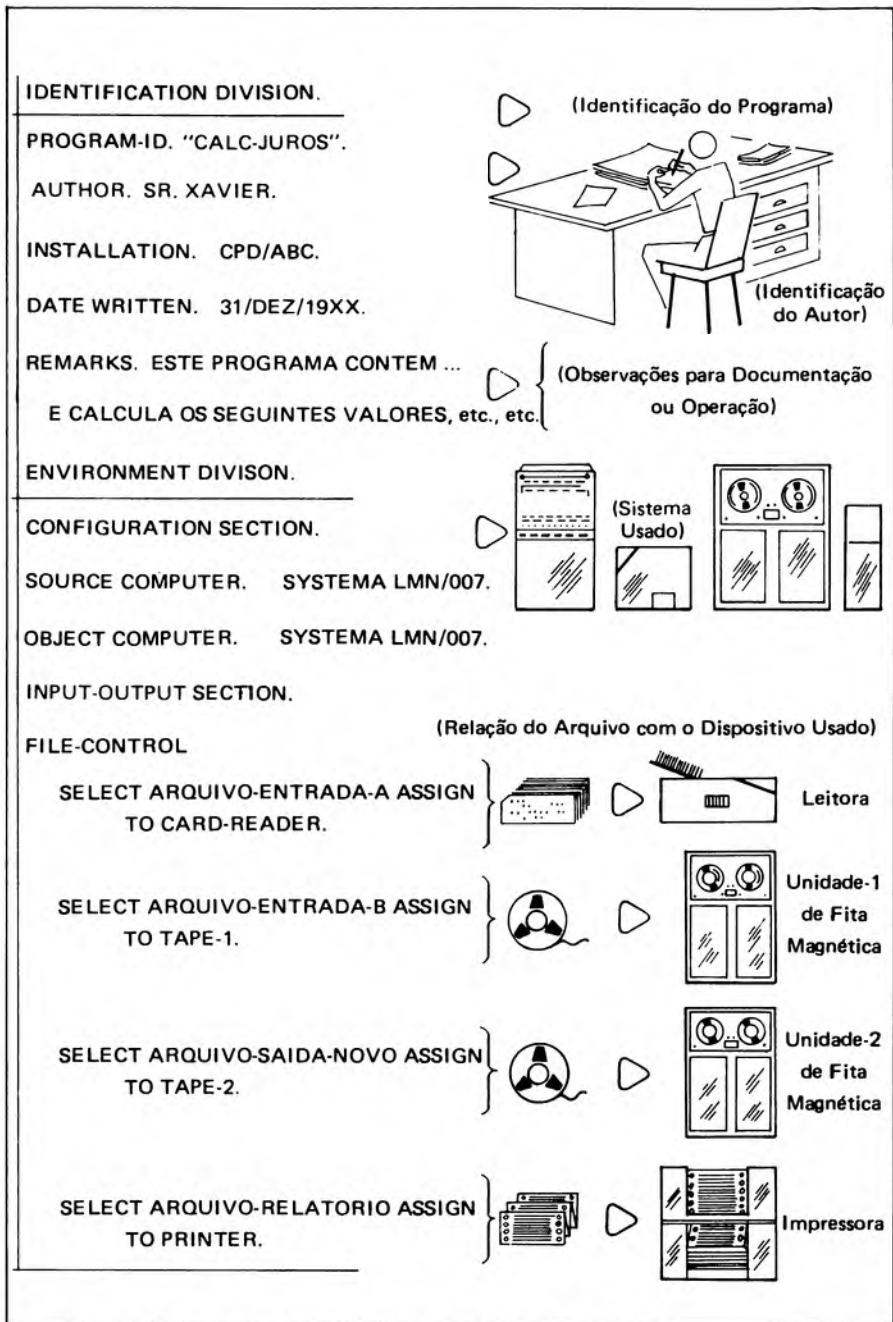 IDENTIFICATION DIVISION.
(Identificação do Programa)
PROGRAM-ID. "CALC-JUROS".
AUTHOR. SR. XAVIER.
INSTALLATION. CPD/ABC.
(Identificação
do Autor)
DATE WRITTEN. 31/DEZ/19XX.
REMARKS. ESTE PROGRAMA CONTEM ...
E CALCULA OS SEGUINTES VALORES, etc., etc.
(Observações para Documentação
ou Operação)
ENVIRONMENT DIVISON.
CONFIGURATION SECTION.
(Sistema
Usado)
SOURCE COMPUTER. SYSTEMA LMN/007.
OBJECT COMPUTER. SYSTEMA LMN/007.
INPUT-OUTPUT SECTION.
(Relação do Arquivo com o Dispositivo Usado)
FILE-CONTROL
SELECT ARQUIVO-ENTRADA-A ASSIGN
TO CARD-READER.
Leitora
SELECT ARQUIVO-ENTRADA-B ASSIGN
TO TAPE-1.
Unidade-1
de Fita
Magnética
SELECT ARQUIVO-SAIDA-NOVO ASSIGN
TO TAPE-2.
Unidade-2
de Fita
Magnética
SELECT ARQUIVO-RELATORIO ASSIGN
TO PRINTER.
Impressora